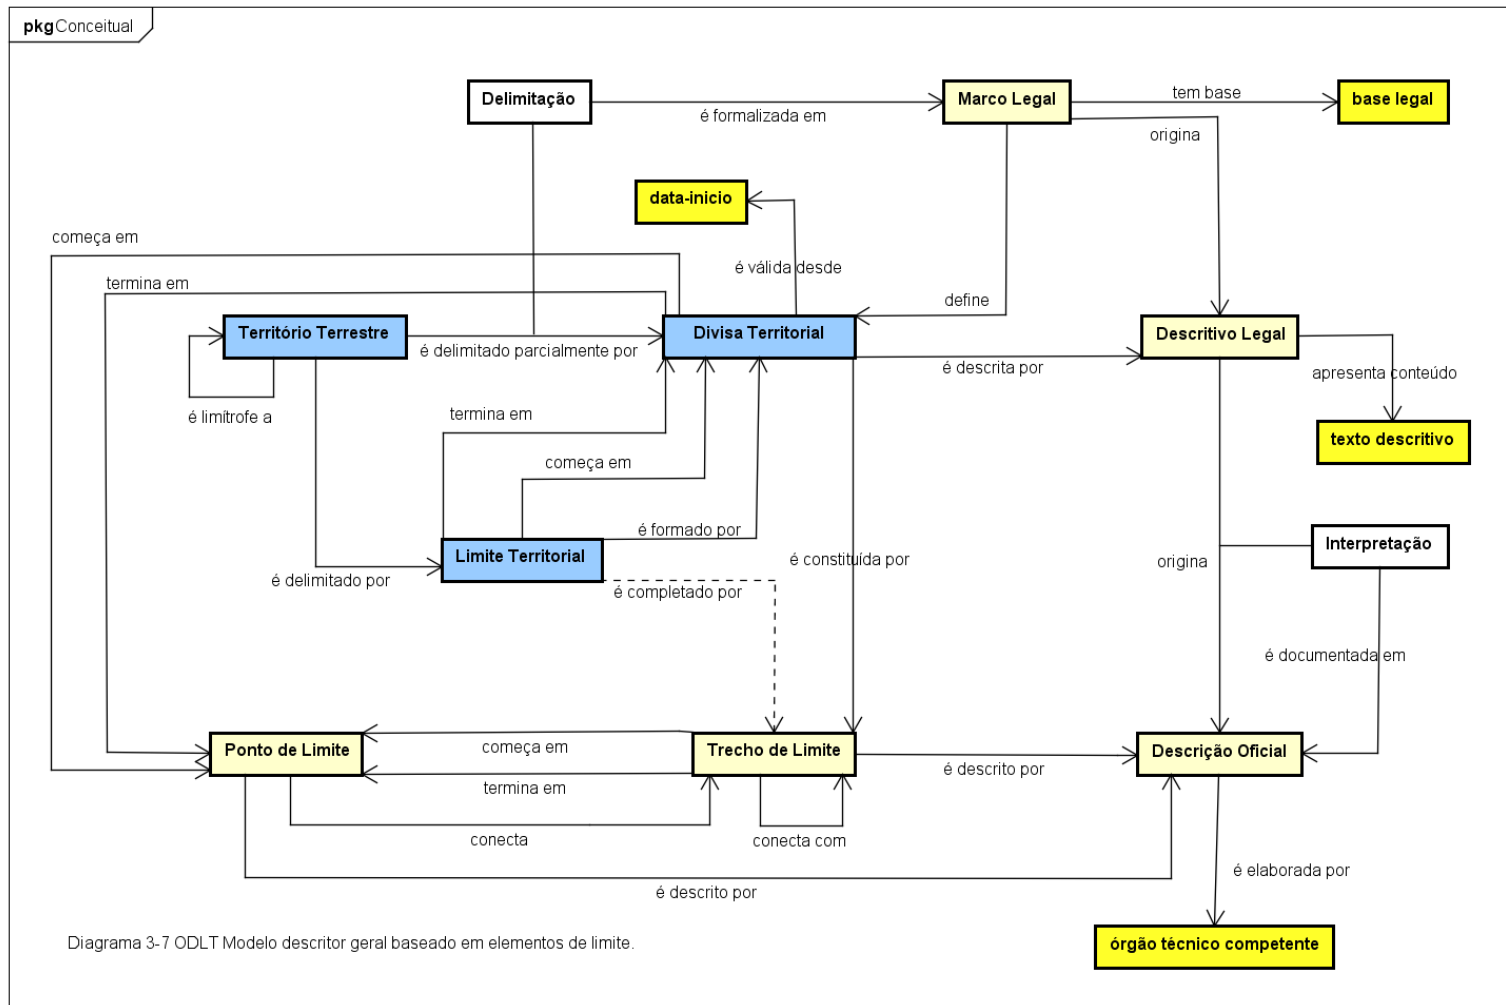 pkg Conceitual
Delimitação
é formalizada em
Marco Legal
tem base
base legal
origina
data-inicio
começa em
é válida desde
termina em
define
Território Terrestre
é delimitado parcialmente por
Divisa Territorial
é descrita por
Descritivo Legal
apresenta conteúdo
é limítrofe a
termina em
texto descritivo
começa em
é formado por
Limite Territorial
é delimitado por
é completado por
é constituída por
origina
Interpretação
é documentada em
Ponto de Limite
começa em
termina em
Trecho de Limite
é descrito por
Descrição Oficial
conecta
conecta com
é descrito por
é elaborada por
órgão técnico competente
Diagrama 3-7 ODLT Modelo descritor geral baseado em elementos de limite.